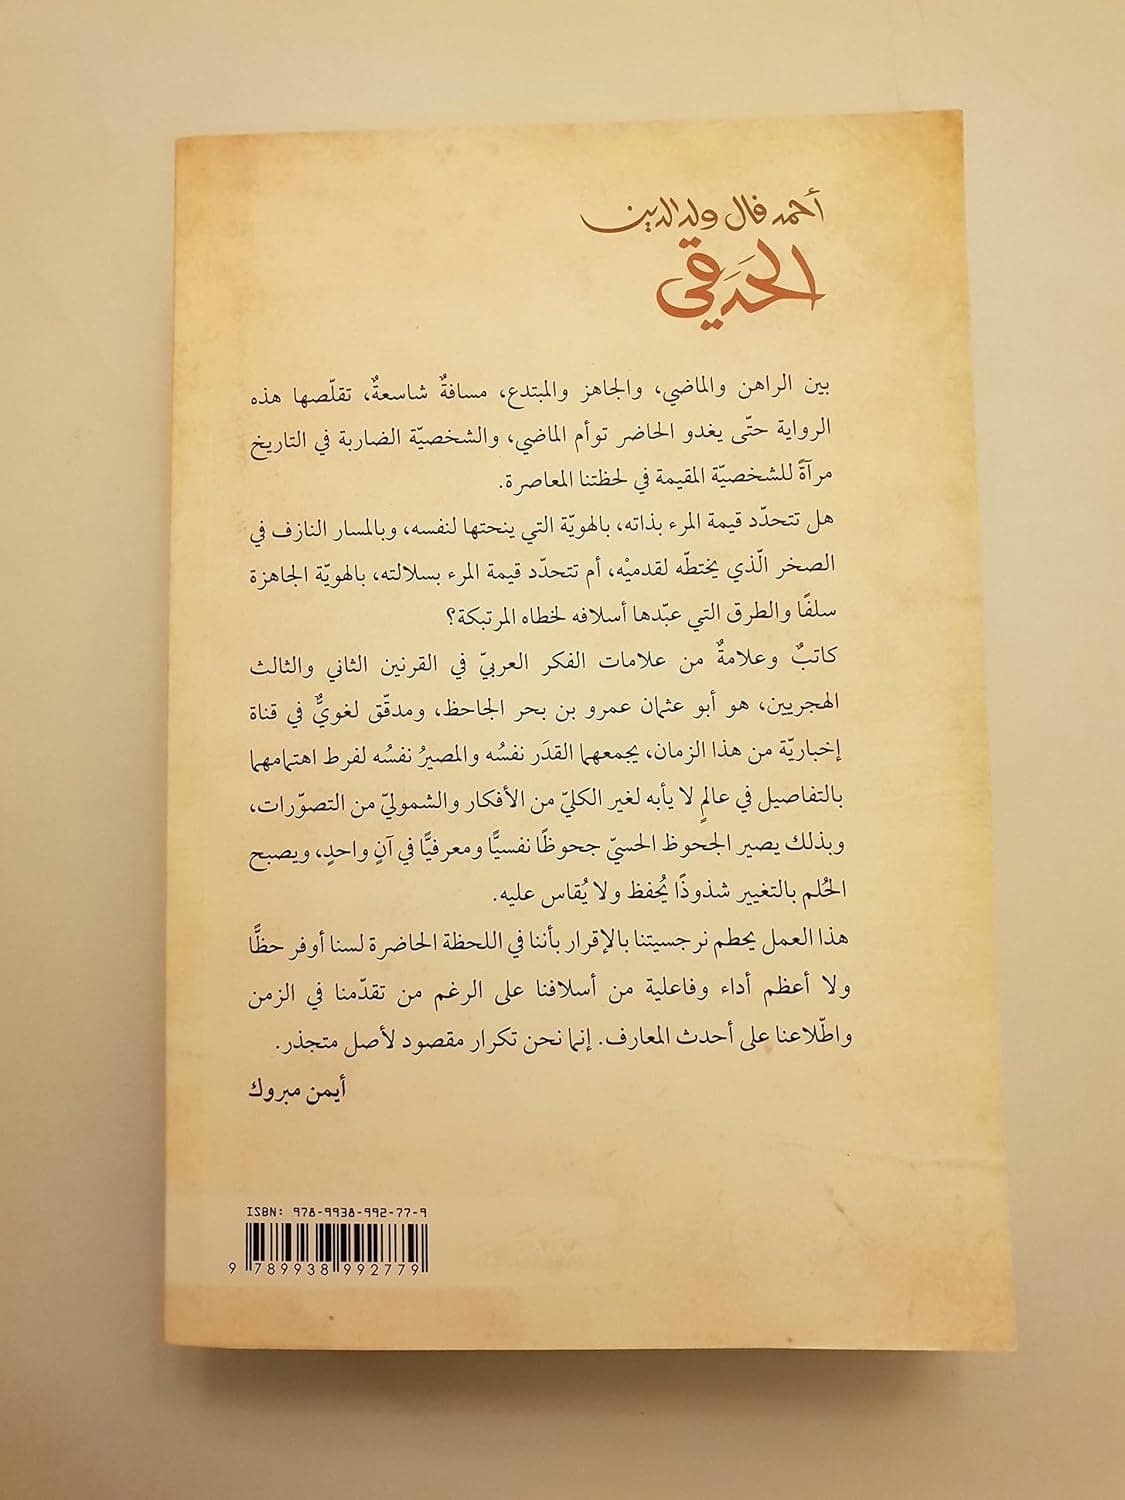 أحمد فال ولد الدين
الحَدَقي
بين الراهن والماضي، والجاهز والمبتدع، مسافةٌ شاسعةٌ، تقلّصها هذه
الرواية حتّى يغدو الحاضر توأم الماضي، والشخصيّة الضاربة في التاريخ
مرآةً للشخصيّة المقيمة في لحظتنا المعاصرة.
هل تتحدّد قيمة المرء بذاته، بالهويّة التي ينحتها لنفسه، وبالمسار النازف في
الصخر الّذي يختطّه لقدميْه، أم تتحدّد قيمة المرء بسلالته، بالهويّة الجاهزة
سلفًا والطرق التي عبّدها أسلافه لخطاه المرتبكة؟
كاتبٌ وعلامةٌ من علامات الفكر العربيّ في القرنين الثاني والثالث
الهجريين، هو أبو عثمان عمرو بن بحر الجاحظ، ومدقّق لغويٌّ في قناة
إخباريّة من هذا الزمان، يجمعهما القدَر نفسُه والمصيرُ نفسُه لفرط اهتمامهما
بالتفاصيل في عالمٍ لا يأبه لغير الكليّ من الأفكار والشموليّ من التصوّرات،
وبذلك يصير الجحوظ الحسيّ جحوظًا نفسيًّا ومعرفيًّا في آنٍ واحدٍ، ويصبح
الحُلم بالتغيير شذوذًا يُحفظ ولا يُقاس عليه.
هذا العمل يحطم نرجسيتنا بالإقرار بأننا في اللحظة الحاضرة لسنا أوفر حظًّا
ولا أعظم أداء وفاعلية من أسلافنا على الرغم من تقدّمنا في الزمن
واطّلاعنا على أحدث المعارف. إنما نحن تكرار مقصود لأصل متجذر.
أيمن مبروك
ISBN: 978-9938-992-77-9
9 789938 992779